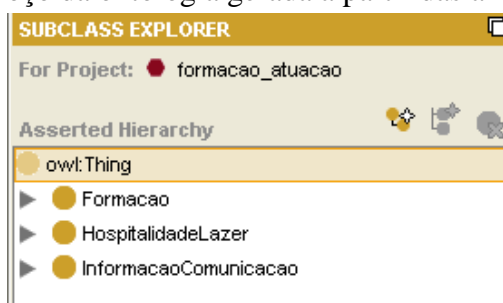 SUBCLASS EXPLORER
For Project: formacao_atuacao
Asserted Hierarchy
owl:Thing
Formacao
HospitalidadeLazer
InformacaoComunicacao